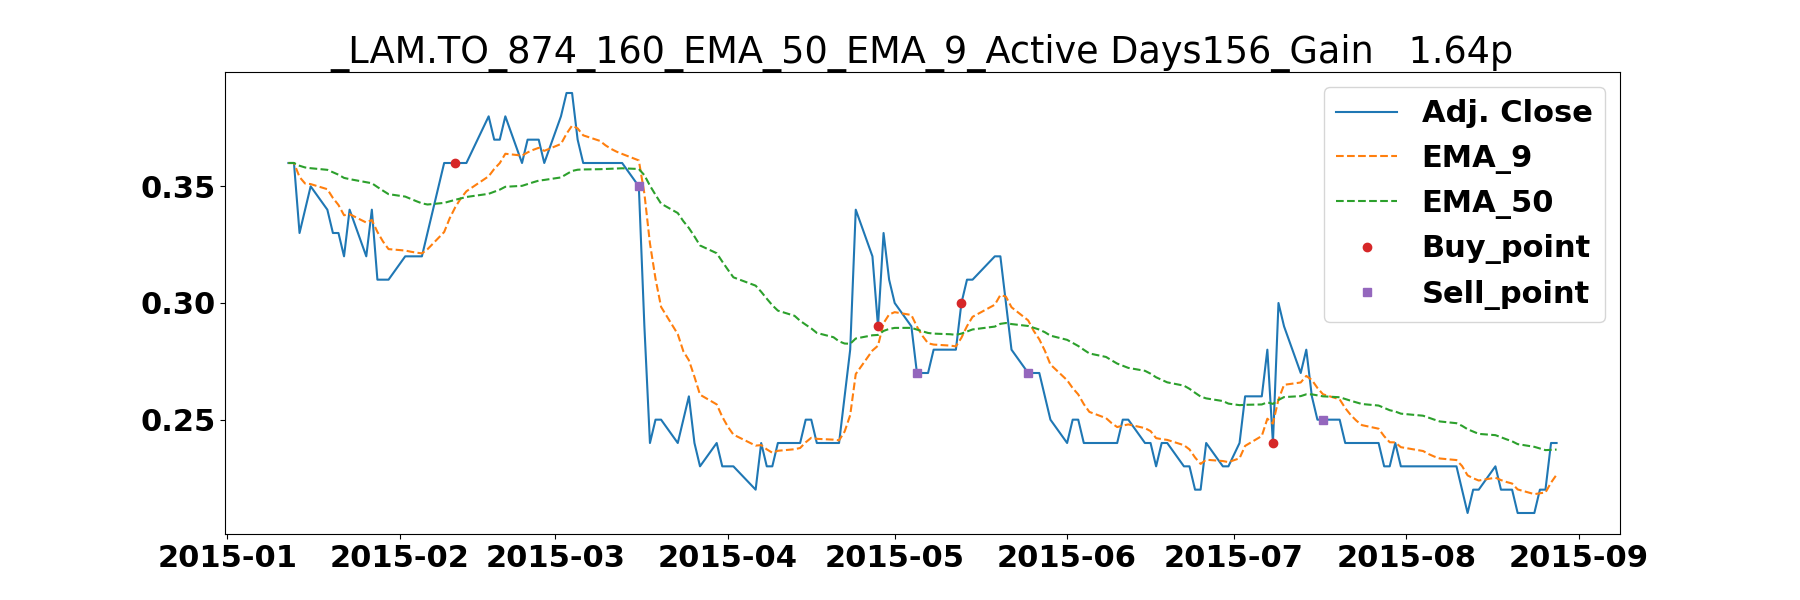 _LAM.TO_874_160_EMA_50_EMA_9_Active Days156_Gain   1.64p
Adj. Close
EMA_9
EMA_50
Buy_point
Sell_point
0.35
0.30
0.25
2015-01 2015-02 2015-03 2015-04 2015-05 2015-06 2015-07 2015-08 2015-09